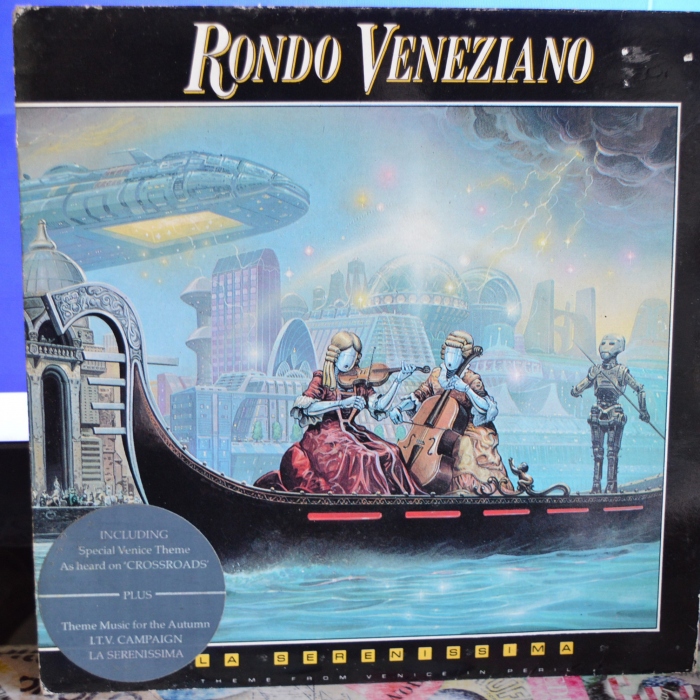 RONDO VENEZIANO
INCLUDING
Special Venice Theme
As heard on 'CROSSROADS'
PLUS
Theme Music for the Autumn
I.T.V. CAMPAIGN
LA SERENISSIMA
LA SERENISSIMA
THEME FROM VENICE IN PERIL